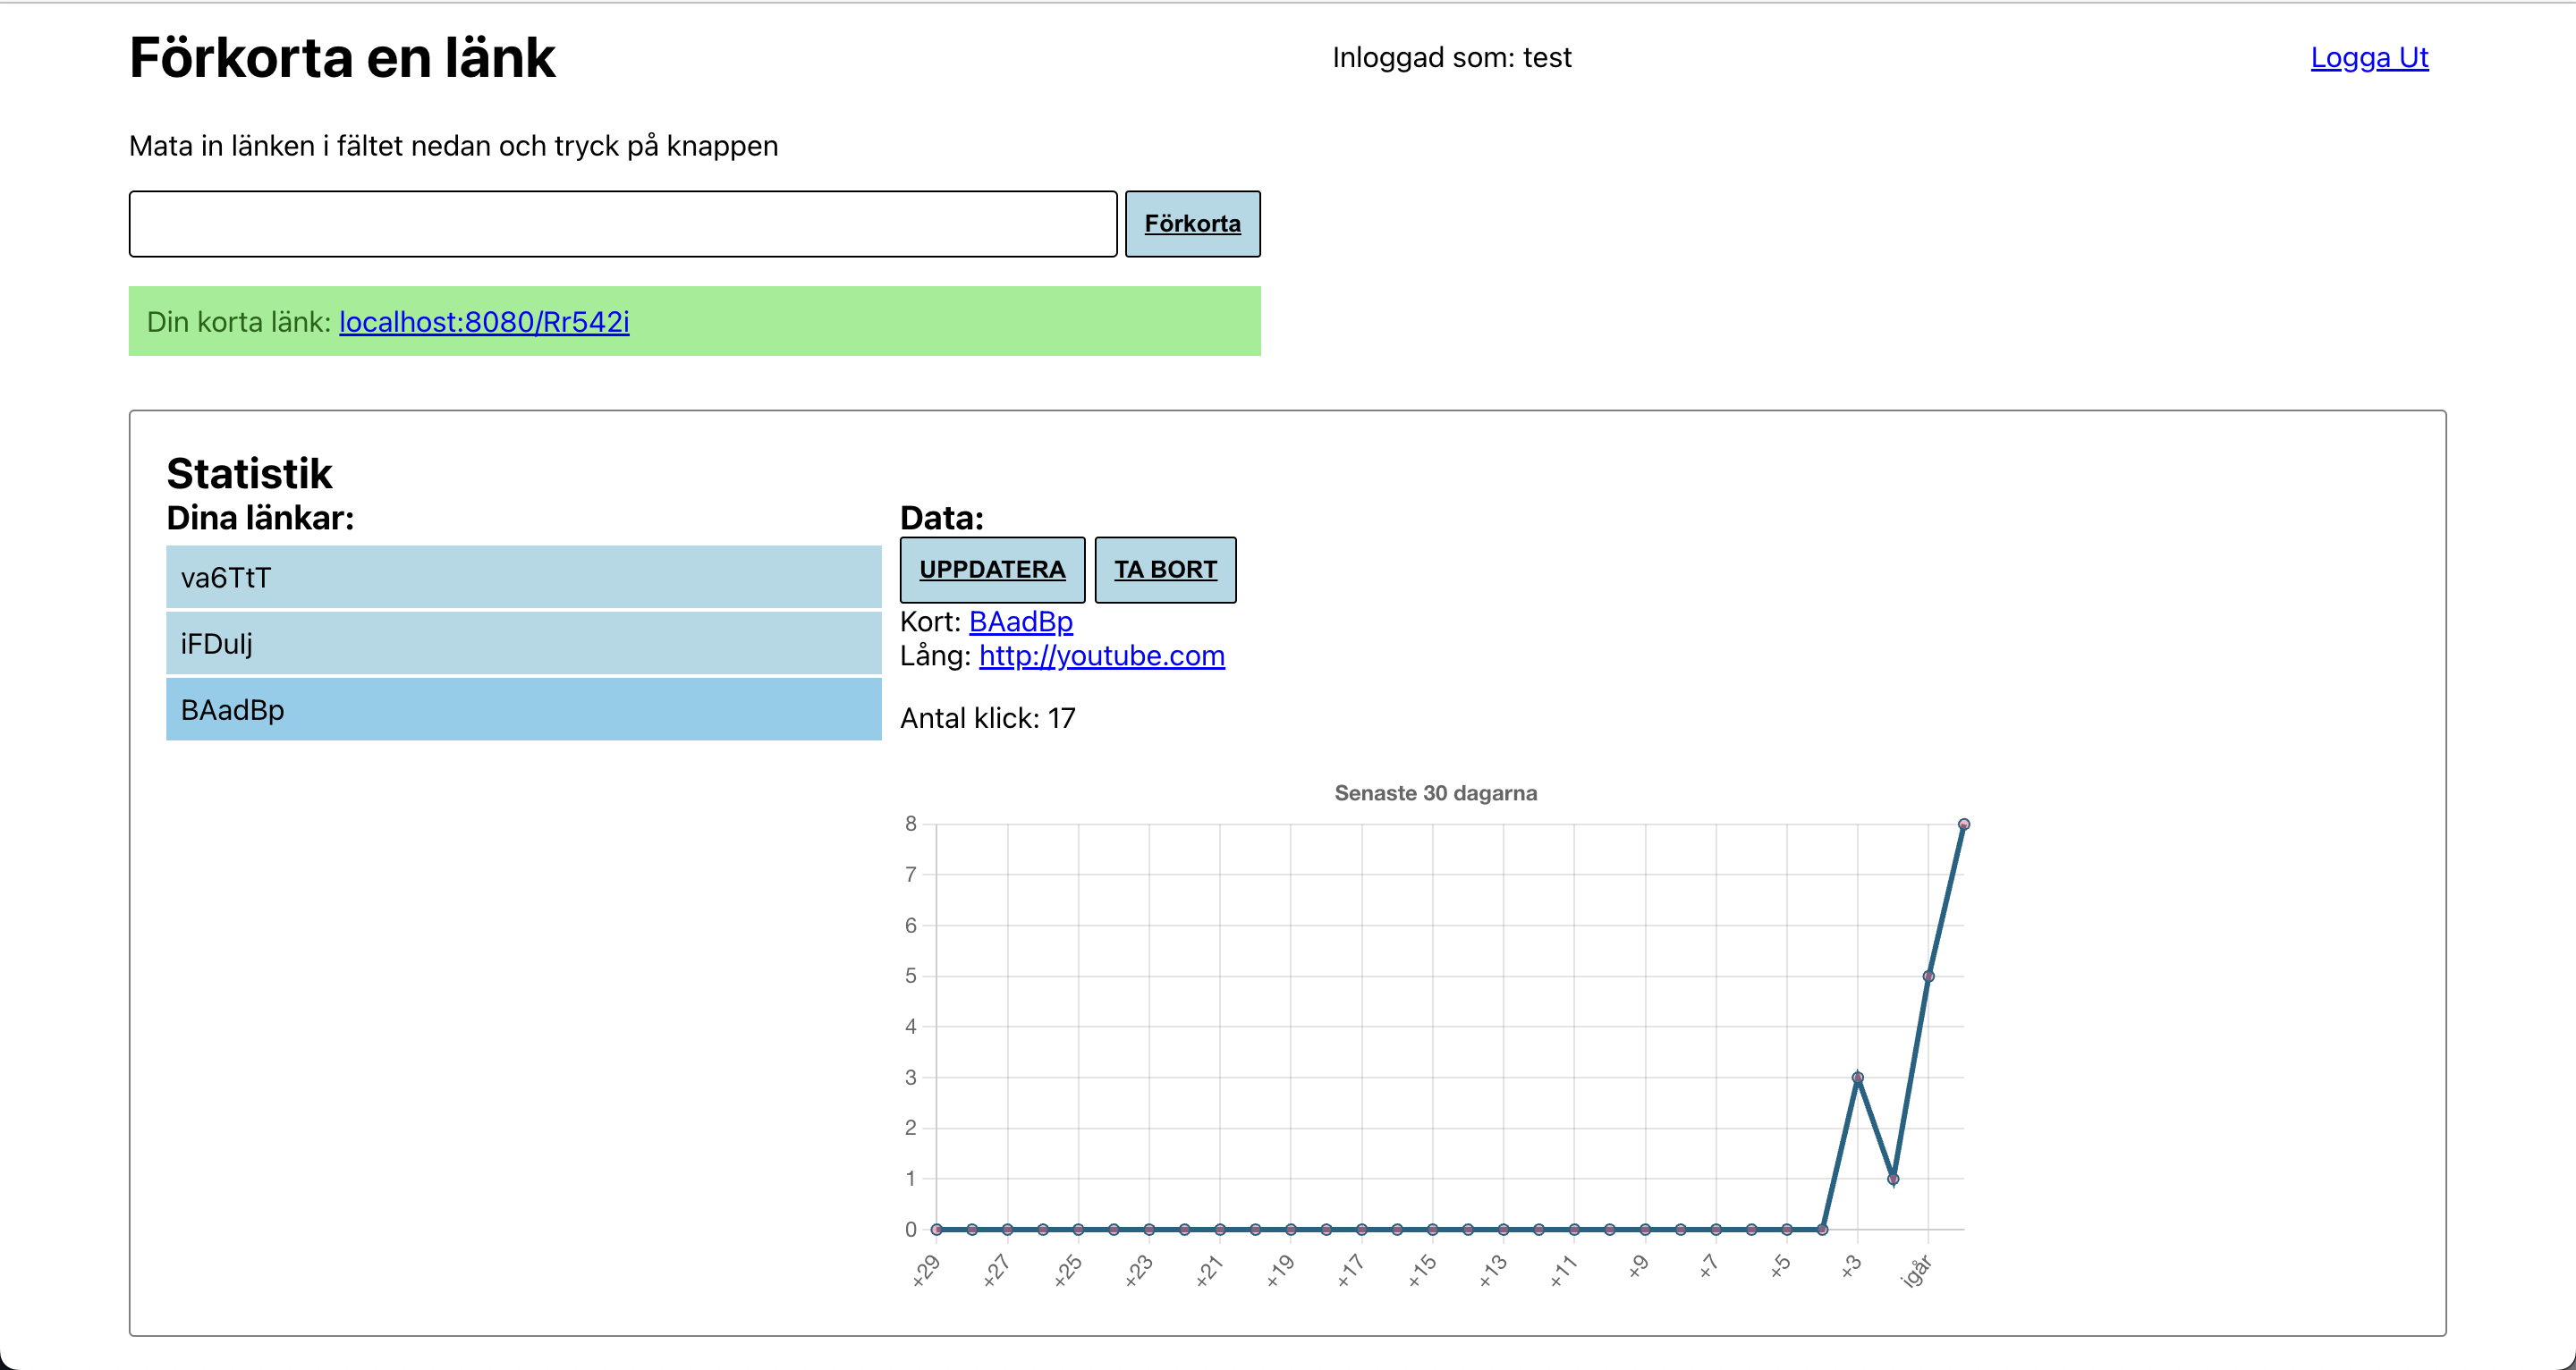 Förkorta en länk
Inloggad som: test
Logga Ut
Mata in länken i fältet nedan och tryck på knappen
Förkorta
Din korta länk: localhost:8080/Rr542i
Statistik
Dina länkar:
va6TtT
iFDulj
BAadBp
Data:
UPPDATERA
TA BORT
Kort: BAadBp
Lång: http://youtube.com
Antal klick: 17
Senaste 30 dagarna
8
7
6
5
4
3
2
1
0
+29
+27
+25
+23
+21
+19
+17
+15
+13
+11
+9
+7
+5
+3
igår